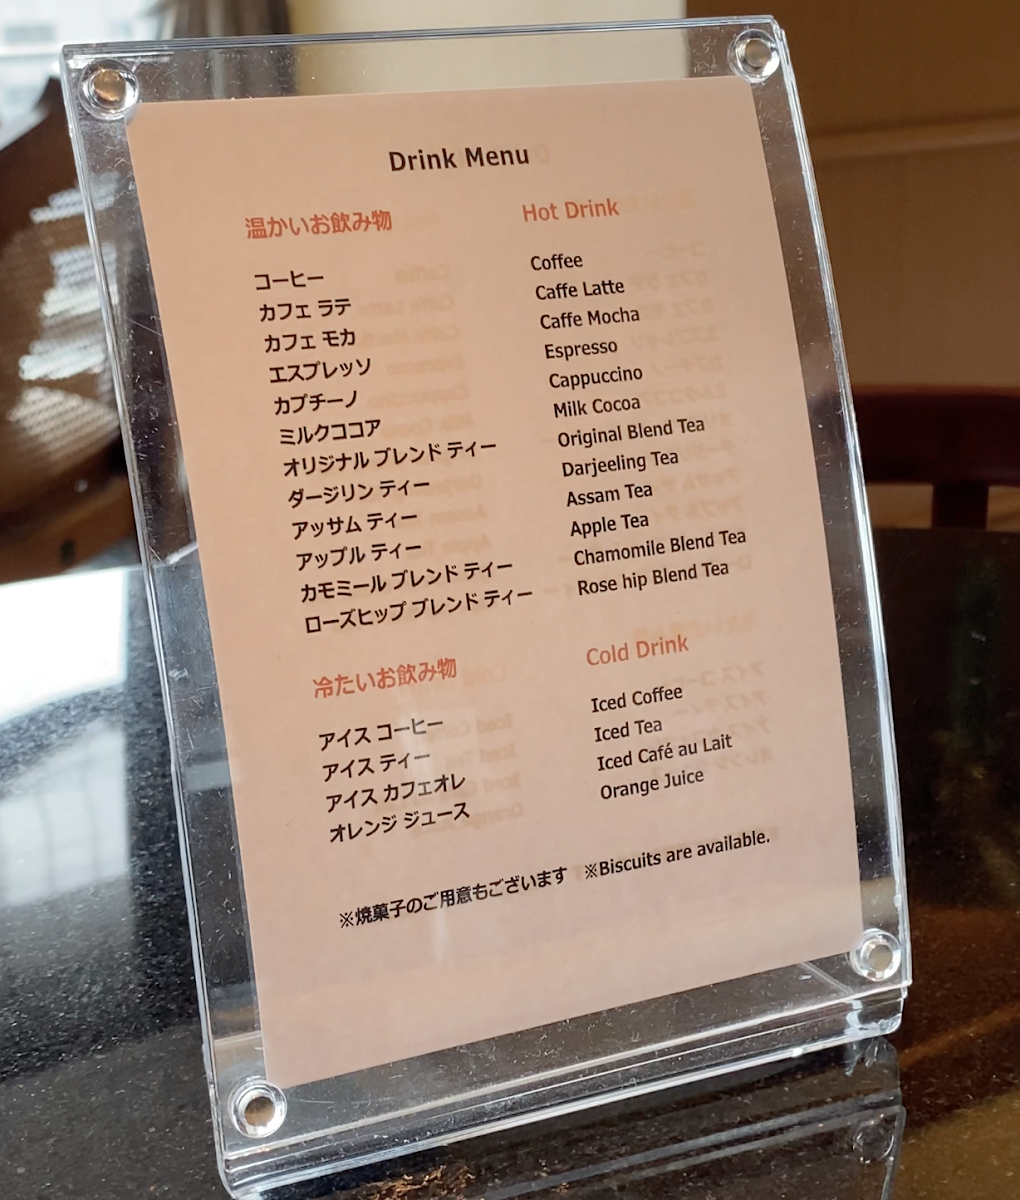 Drink Menu
温かいお飲み物
コーヒー
カフェ ラテ
カフェ モカ
エスプレッソ
カプチーノ
ミルクココア
オリジナル ブレンド ティー
ダージリン ティー
アッサム ティー
アップル ティー
カモミール ブレンド ティー
ローズヒップ ブレンド ティー
Hot Drink
Coffee
Caffe Latte
Caffe Mocha
Espresso
Cappuccino
Milk Cocoa
Original Blend Tea
Darjeeling Tea
Assam Tea
Apple Tea
Chamomile Blend Tea
Rose hip Blend Tea
冷たいお飲み物
アイス コーヒー
アイス ティー
アイス カフェオレ
オレンジ ジュース
Cold Drink
Iced Coffee
Iced Tea
Iced Café au Lait
Orange Juice
※焼菓子のご用意もございます ※Biscuits are available.